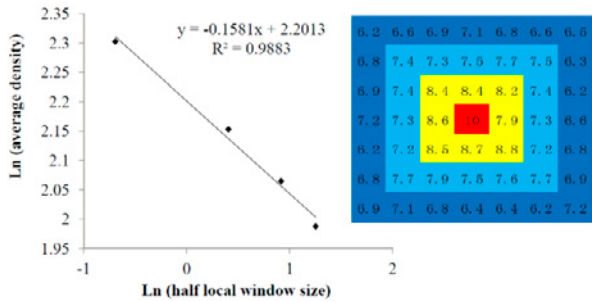 Ln (average density)
2.35
2.3
2.25
2.2
2.15
2.1
2.05
2
1.95
y = -0.1581x + 2.2013
R² = 0.9883
-1 0 1 2
Ln (half local window size)
6.2 6.6 6.9 7.1 6.8 6.6 6.5
6.8 7.4 7.3 7.5 7.7 7.5 6.3
6.9 7.4 8.4 8.4 8.2 7.4 6.2
7.2 7.3 8.6 10 7.9 7.3 6.6
6.2 7.2 8.5 8.7 8.8 7.2 6.8
6.8 7.7 7.9 7.5 7.6 7.7 6.9
6.9 7.1 6.8 6.4 6.4 6.2 7.2